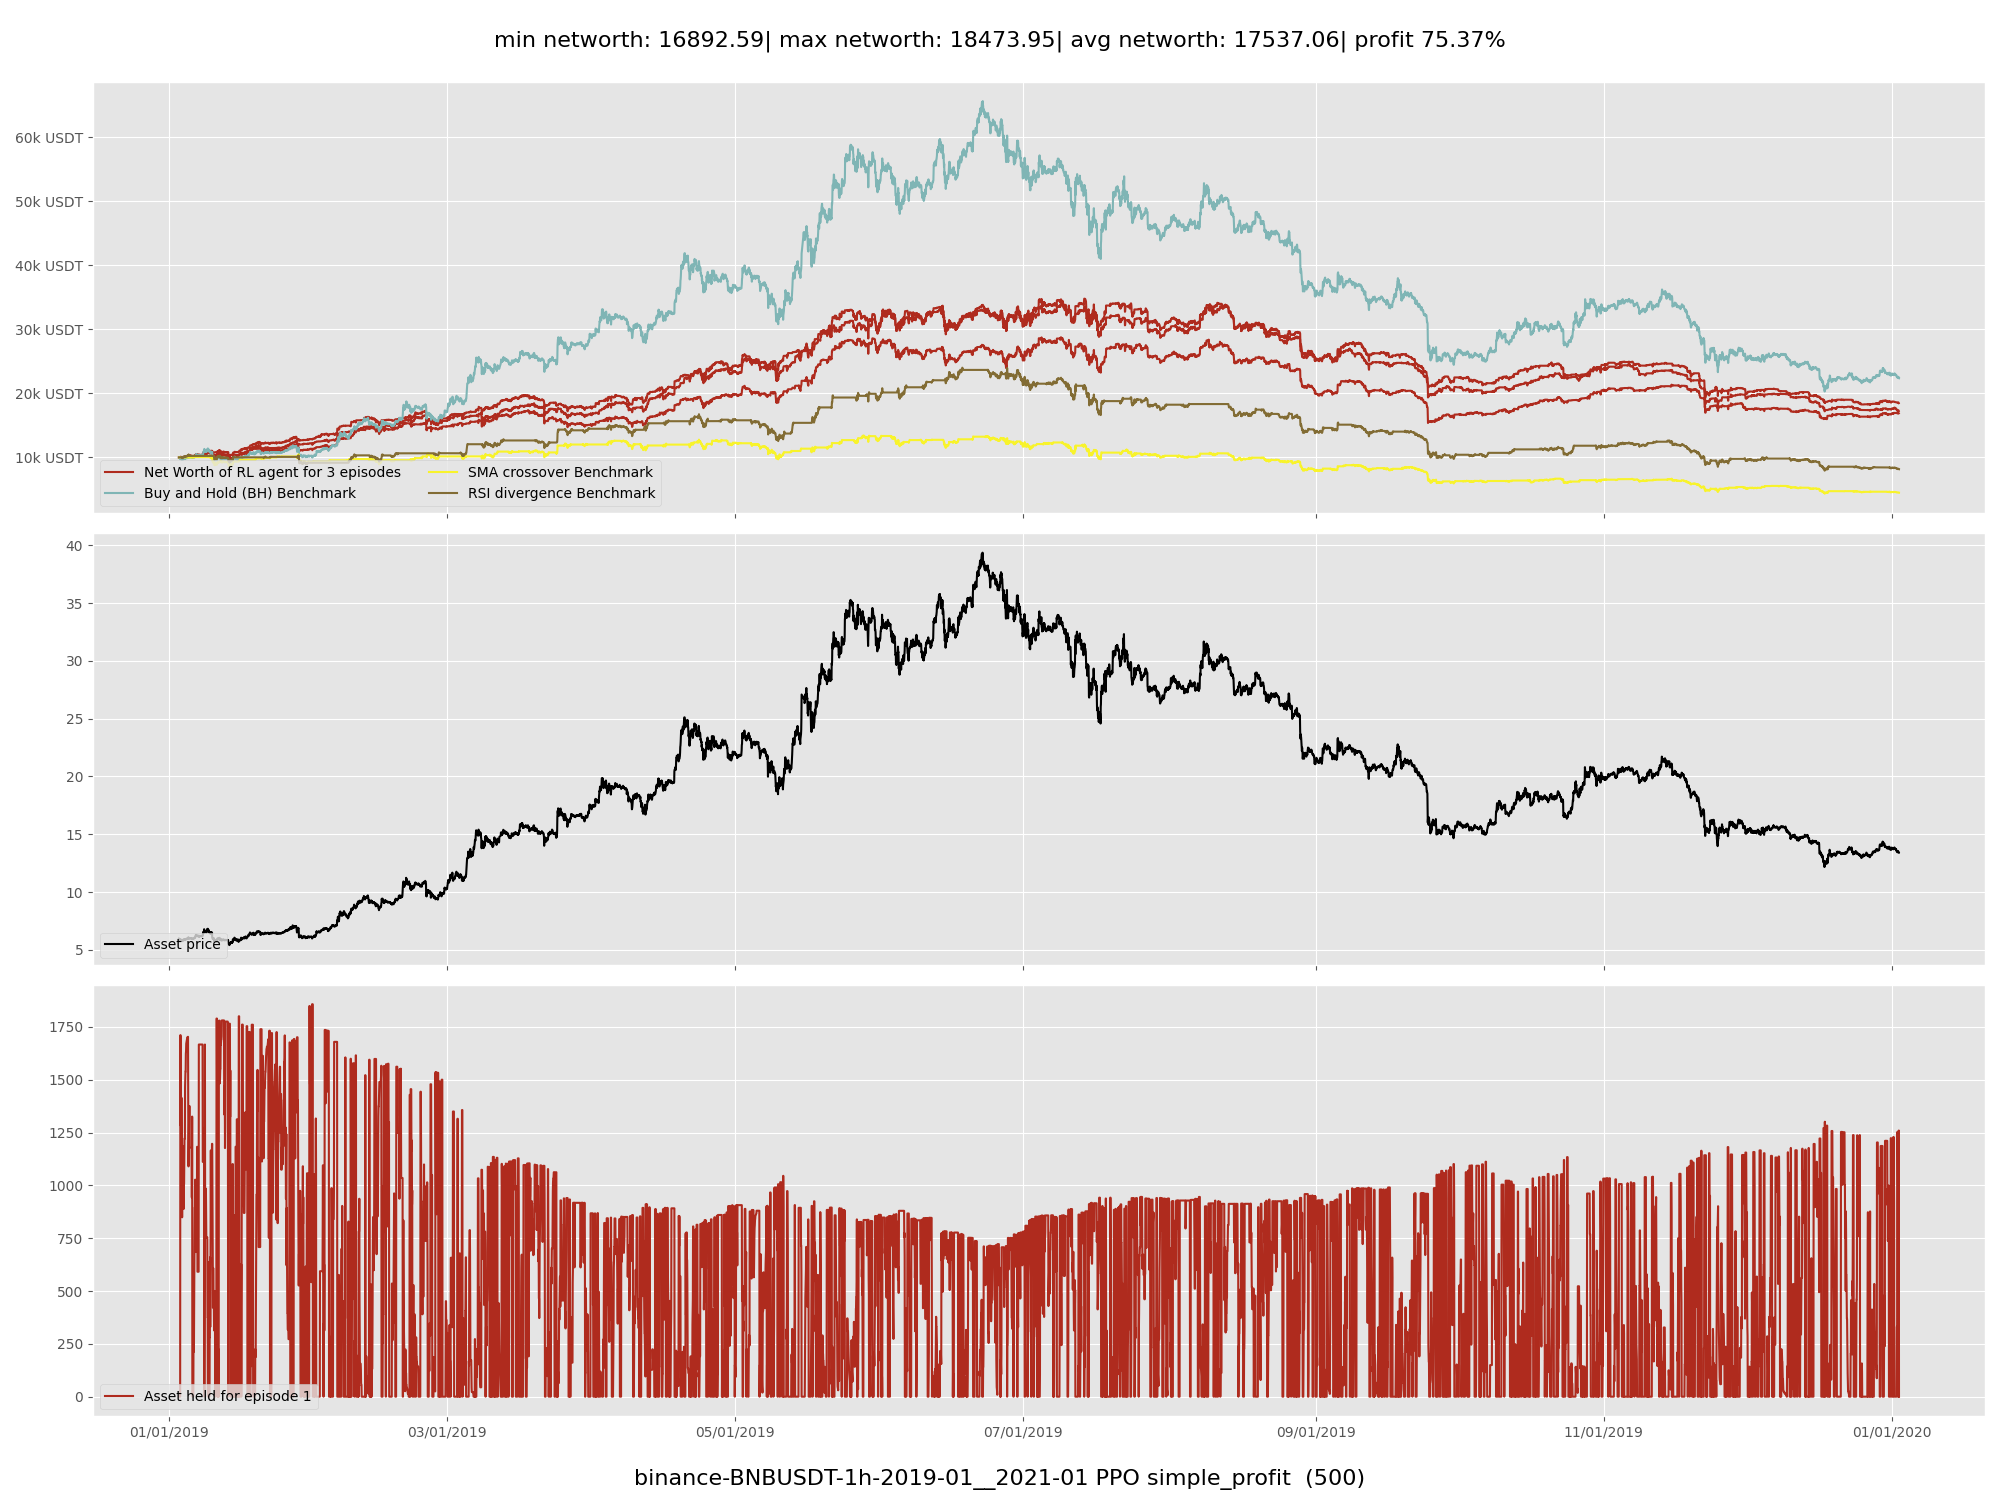 min networth: 16892.59| max networth: 18473.95| avg networth: 17537.06| profit 75.37%
60k USDT
50k USDT
40k USDT
30k USDT
20k USDT
10k USDT
Net Worth of RL agent for 3 episodes
Buy and Hold (BH) Benchmark
SMA crossover Benchmark
RSI divergence Benchmark
40
35
30
25
20
15
10
5
Asset price
1750
1500
1250
1000
750
500
250
0
Asset held for episode 1
01/01/2019 03/01/2019 05/01/2019 07/01/2019 09/01/2019 11/01/2019 01/01/2020
binance-BNBUSDT-1h-2019-01__2021-01 PPO simple_profit (500)